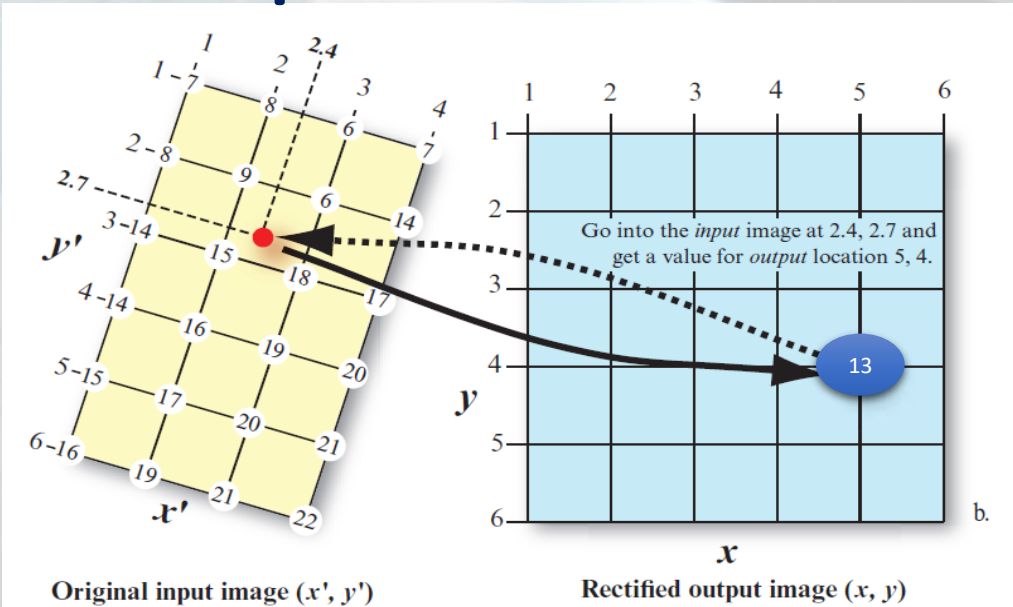 1 2 2.4 3 4
1-7 8 6 7
2-8 9 6 14
2.7
3-14 15 18 17
4-14 16 19 20
5-15 17 20 21
6-16 19 21 22
y'
x'
Original input image (x', y')
1 2 3 4 5 6
1
2
Go into the input image at 2.4, 2.7 and
get a value for output location 5, 4.
3
4 13
5
6
y
x
b.
Rectified output image (x, y)